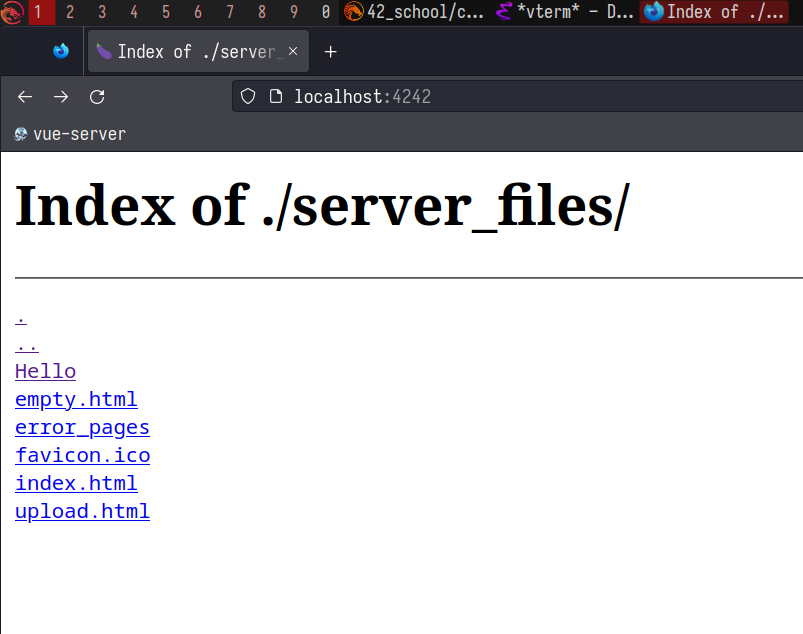 1 2 3 4 5 6 7 8 9 0 42_school/c... *vterm* – D... Index of ./...
Index of ./server_
localhost:4242
vue-server
Index of ./server_files/
.
..
Hello
empty.html
error_pages
favicon.ico
index.html
upload.html